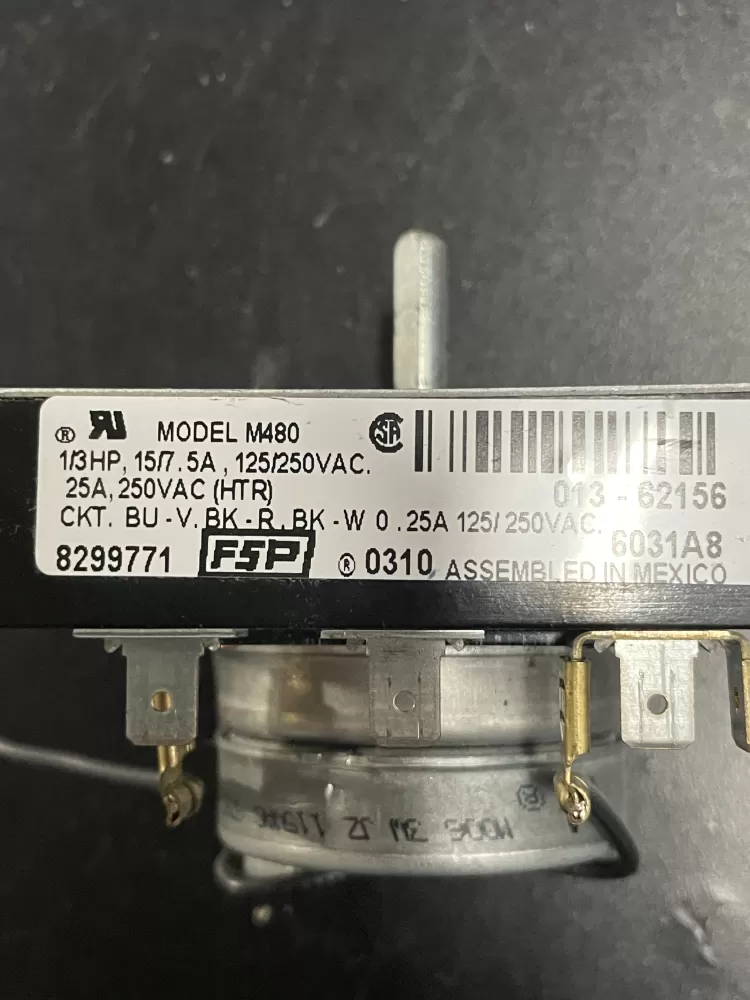 ® MODEL M480
1/3HP, 15/7.5A, 125/250VAC.
25A, 250VAC (HTR)
CKT. BU-V, BK-R, BK-W 0.25A 125/250VAC.
8299771 FSP ® 0310 ASSEMBLED IN MEXICO
013-62156
6031A8